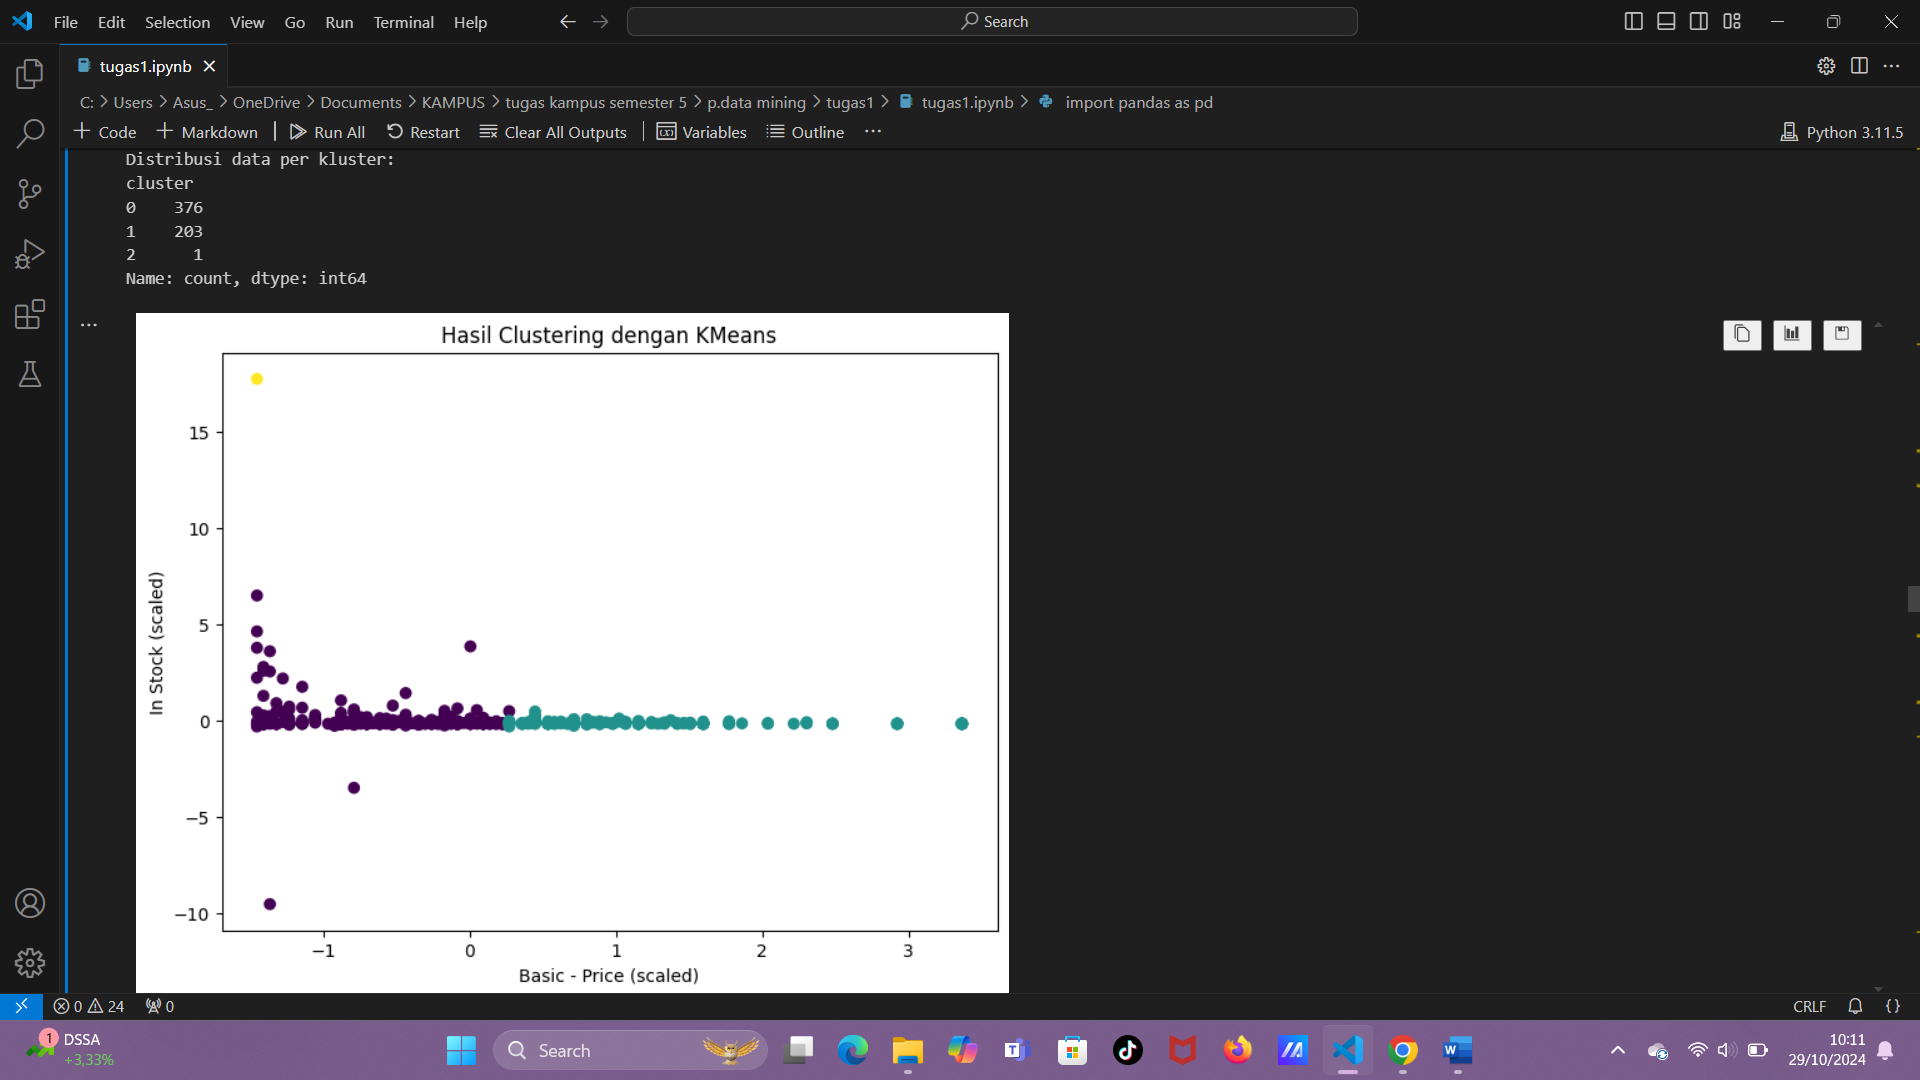 File Edit Selection View Go Run Terminal Help
Search
tugas1.ipynb
C: > Users > Asus_ > OneDrive > Documents > KAMPUS > tugas kampus semester 5 > p.data mining > tugas1 > tugas1.ipynb > import pandas as pd
Code Markdown Run All Restart Clear All Outputs Variables Outline ...
Python 3.11.5
Distribusi data per kluster:
cluster
0 376
1 203
2 1
Name: count, dtype: int64
...
Hasil Clustering dengan KMeans
15
10
5
0
−5
−10
In Stock (scaled)
−1 0 1 2 3
Basic - Price (scaled)
0 24 0
CRLF {}
1 DSSA
+3,33%
Search
10:11
29/10/2024